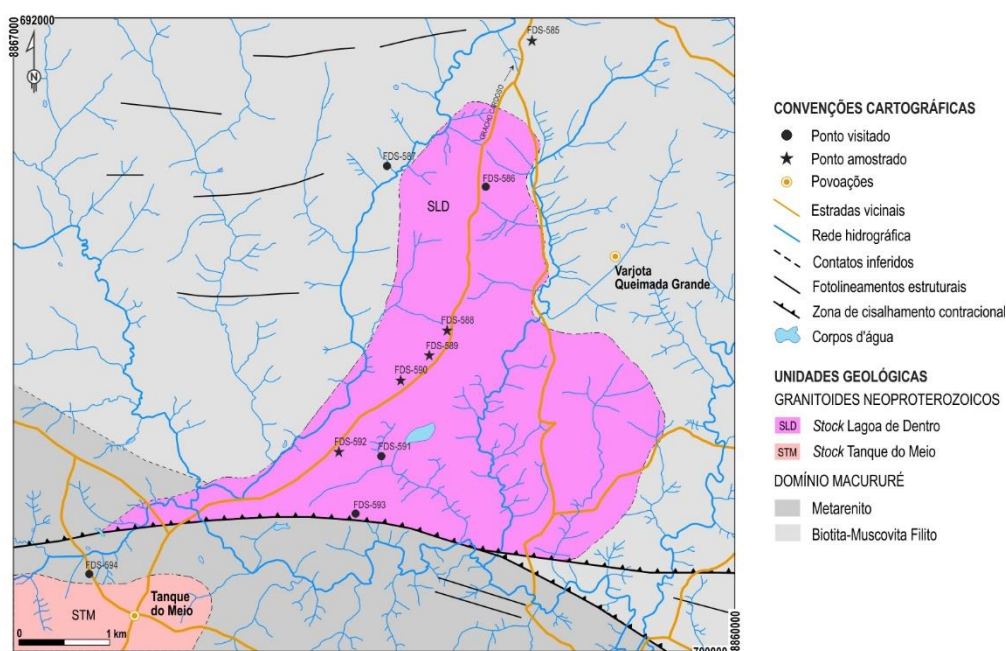 692000
8867000
N
FDS-585
GRACHO CARDOSO
FDS-587
FDS-586
SLD
Varjota
Queimada Grande
FDS-588
FDS-589
FDS-590
FDS-592
FDS-591
FDS-593
FDS-594
Tanque
do Meio
STM
0
1 km
700000
8860000
CONVENÇÕES CARTOGRÁFICAS
Ponto visitado
Ponto amostrado
Povoações
Estradas vicinais
Rede hidrográfica
Contatos inferidos
Fotolineamentos estruturais
Zona de cisalhamento contracional
Corpos d'água
UNIDADES GEOLÓGICAS
GRANITOIDES NEOPROTEROZOICOS
SLD Stock Lagoa de Dentro
STM Stock Tanque do Meio
DOMÍNIO MACURURÉ
Metarenito
Biotita-Muscovita Filito